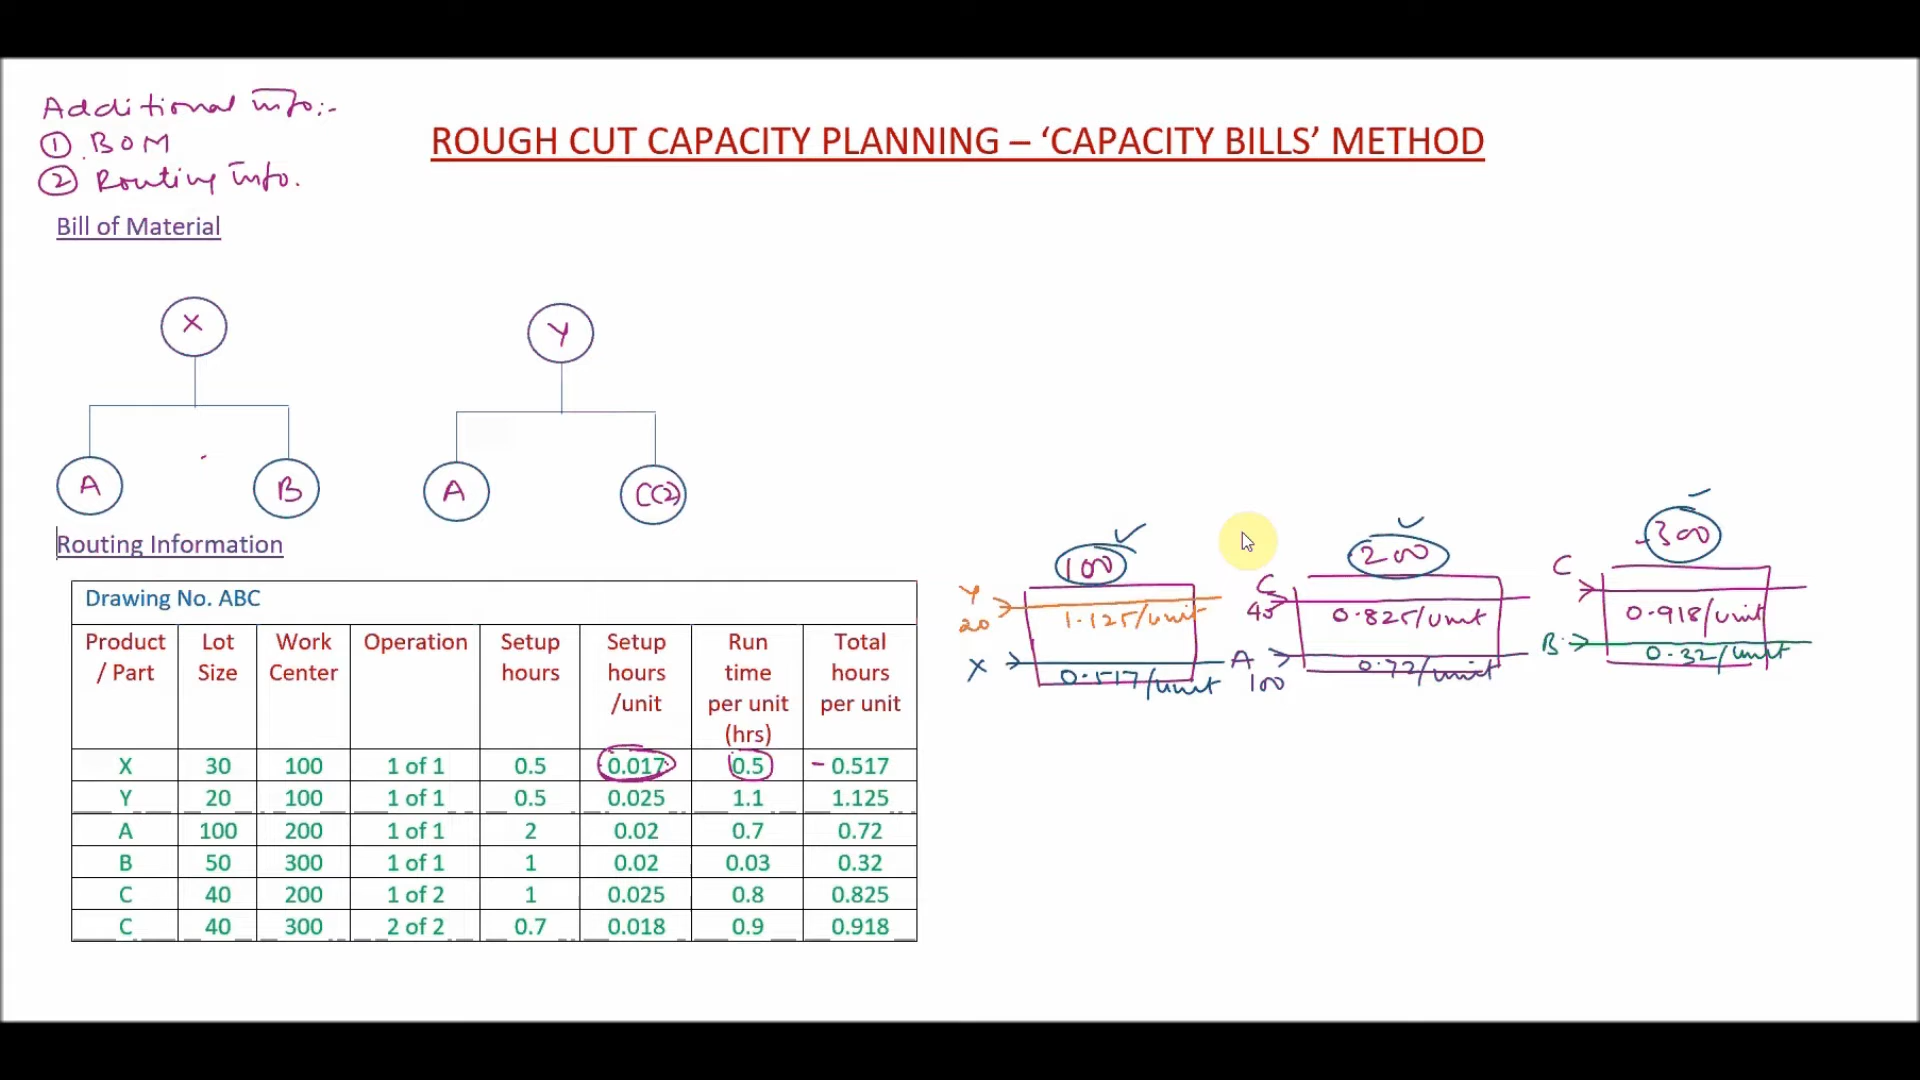 Additional info:-
① BOM
② Routing info.
ROUGH CUT CAPACITY PLANNING – ‘CAPACITY BILLS’ METHOD
Bill of Material
X Y
A B A C(2)
Routing Information
Drawing No. ABC
Product / Part Lot Size Work Center Operation Setup hours Setup hours /unit Run time per unit (hrs) Total hours per unit
X 30 100 1 of 1 0.5 0.017 0.5 - 0.517
Y 20 100 1 of 1 0.5 0.025 1.1 1.125
A 100 200 1 of 1 2 0.02 0.7 0.72
B 50 300 1 of 1 1 0.02 0.03 0.32
C 40 200 1 of 2 1 0.025 0.8 0.825
C 40 300 2 of 2 0.7 0.018 0.9 0.918
100
Y
20
1.125/unit
X
0.517/unit
200
C
0.825/unit
A
100
0.72/unit
300
C
0.918/unit
B
0.32/unit